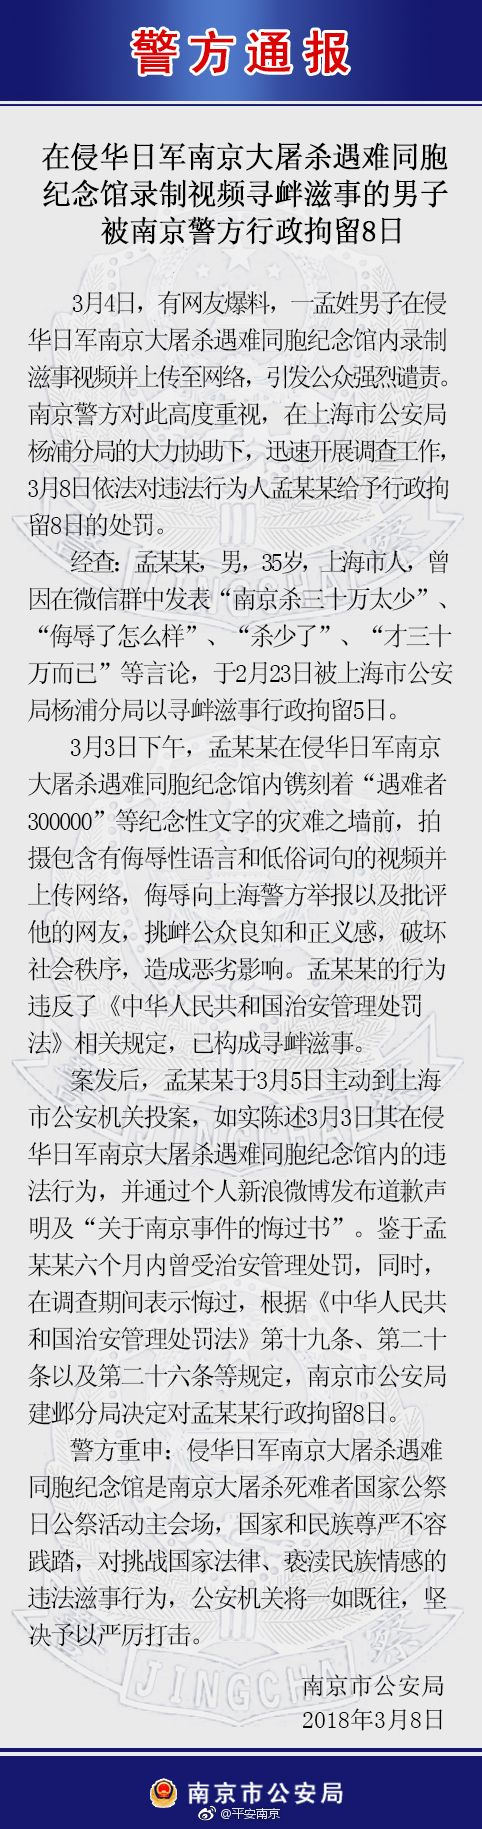 警方通报
在侵华日军南京大屠杀遇难同胞
纪念馆录制视频寻衅滋事的男子
被南京警方行政拘留8日
3月4日，有网友爆料，一孟姓男子在侵
华日军南京大屠杀遇难同胞纪念馆内录制
滋事视频并上传至网络，引发公众强烈谴责。
南京警方对此高度重视，在上海市公安局
杨浦分局的大力协助下，迅速开展调查工作，
3月8日依法对违法行为人孟某某给予行政拘
留8日的处罚。
经查：孟某某，男，35岁，上海市人，曾
因在微信群中发表“南京杀三十万太少”、
“侮辱了怎么样”、“杀少了”、“才三十
万而已”等言论，于2月23日被上海市公安
局杨浦分局以寻衅滋事行政拘留5日。
3月3日下午，孟某某在侵华日军南京
大屠杀遇难同胞纪念馆内镌刻着“遇难者
300000”等纪念性文字的灾难之墙前，拍
摄包含有侮辱性语言和低俗词句的视频并
上传网络，侮辱向上海警方举报以及批评
他的网友，挑衅公众良知和正义感，破坏
社会秩序，造成恶劣影响。孟某某的行为
违反了《中华人民共和国治安管理处罚
法》相关规定，已构成寻衅滋事。
案发后，孟某某于3月5日主动到上海
市公安机关投案，如实陈述3月3日其在侵
华日军南京大屠杀遇难同胞纪念馆内的违
法行为，并通过个人新浪微博发布道歉声
明及“关于南京事件的悔过书”。鉴于孟
某某六个月内曾受治安管理处罚，同时，
在调查期间表示悔过，根据《中华人民共
和国治安管理处罚法》第十九条、第二十
条以及第二十六条等规定，南京市公安局
建邺分局决定对孟某某行政拘留8日。
警方重申：侵华日军南京大屠杀遇难
同胞纪念馆是南京大屠杀死难者国家公祭
日公祭活动主会场，国家和民族尊严不容
践踏，对挑战国家法律、亵渎民族情感的
违法滋事行为，公安机关将一如既往，坚
决予以严厉打击。
JINGCHA
南京市公安局
2018年3月8日
南京市公安局
@平安南京